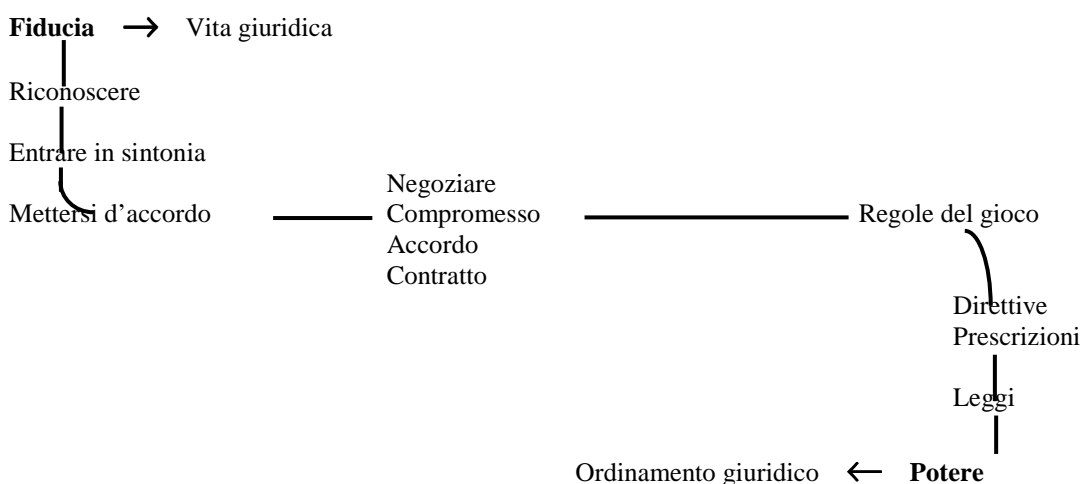 Fiducia → Vita giuridica
Riconoscere
Entrare in sintonia
Negoziare
Mettersi d’accordo Compromesso Regole del gioco
Accordo
Contratto
Direttive
Prescrizioni
Leggi
Ordinamento giuridico ← Potere